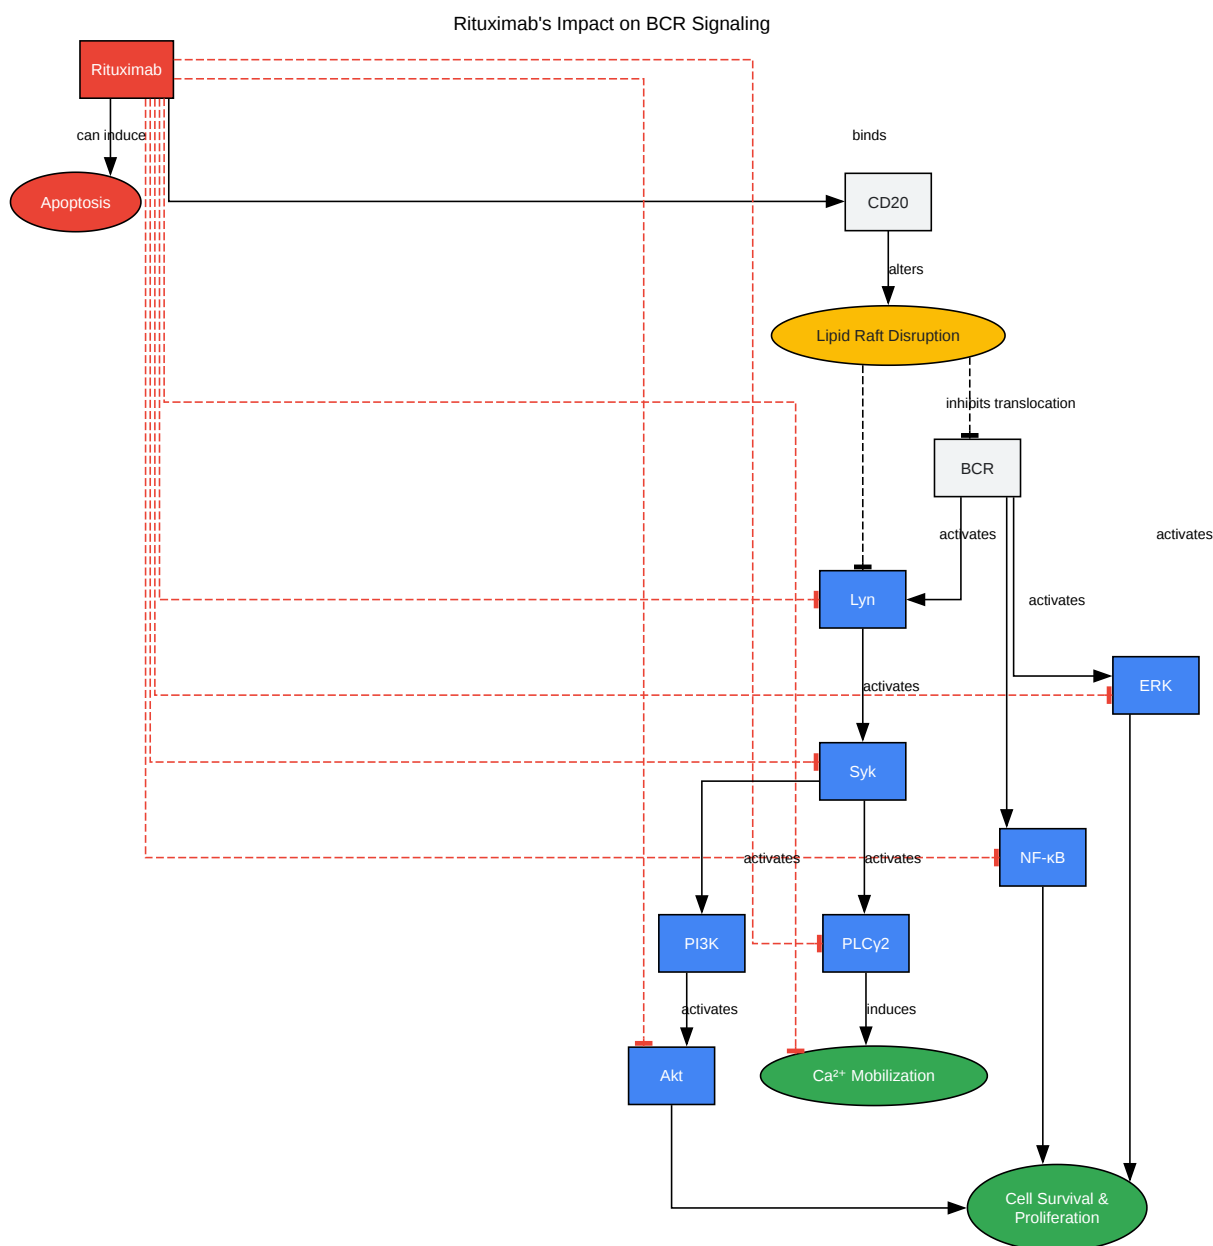 Rituximab's Impact on BCR Signaling
Rituximab
can induce
binds
Apoptosis
CD20
alters
Lipid Raft Disruption
inhibits translocation
BCR
activates
activates
Lyn
activates
activates
ERK
Syk
activates
activates
NF-κB
PI3K
PLCγ2
activates
induces
Akt
Ca²⁺ Mobilization
Cell Survival &
Proliferation